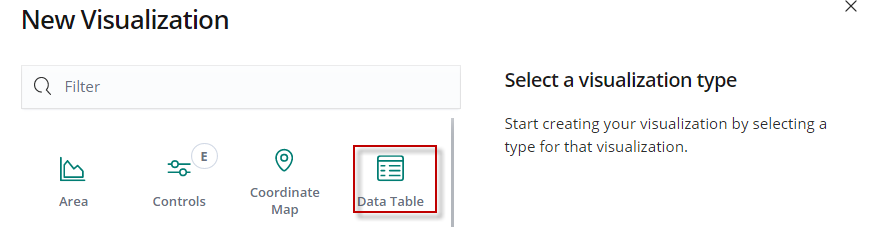 New Visualization
Filter
Select a visualization type
Start creating your visualization by selecting a
type for that visualization.
E
Area
Controls
Coordinate
Map
Data Table